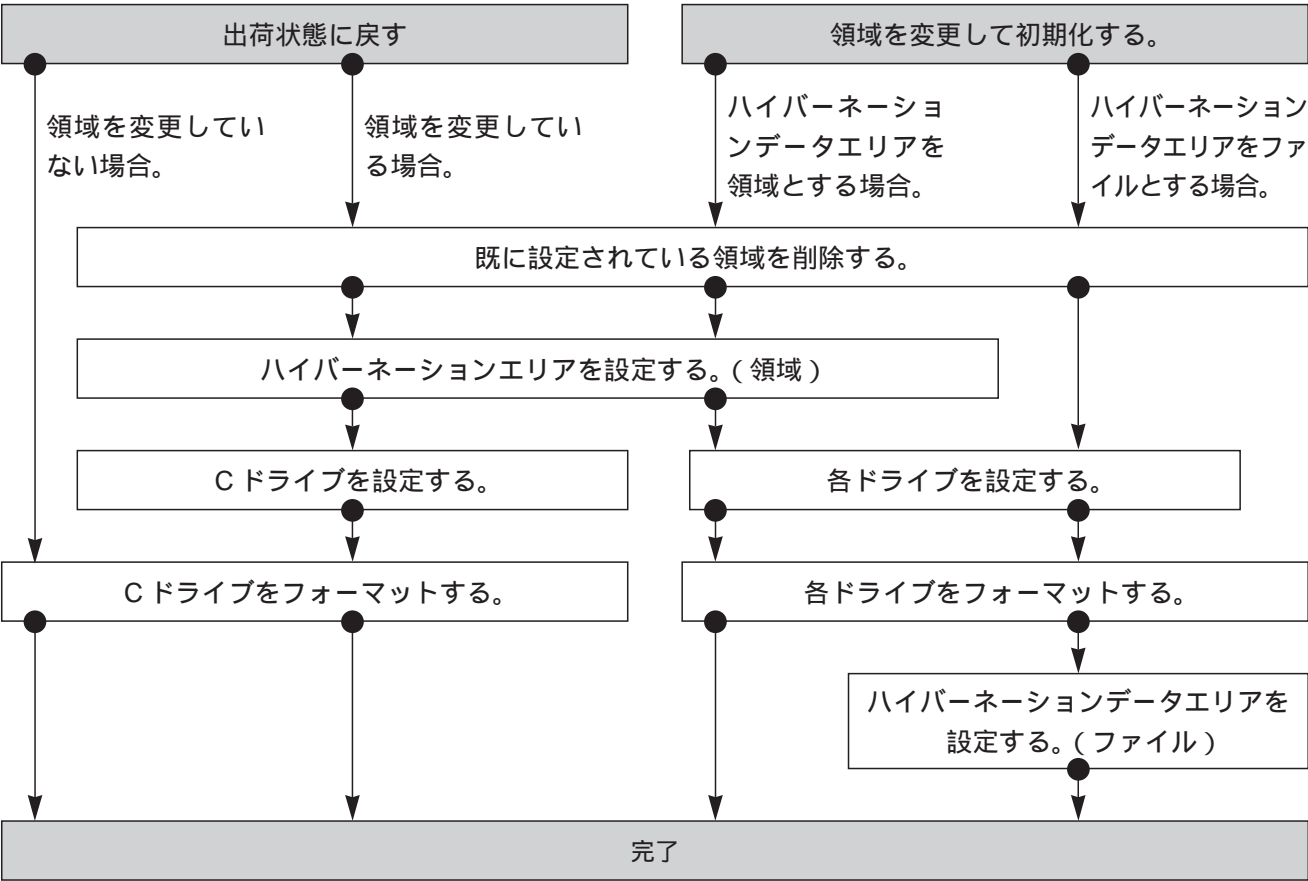 出荷状態に戻す
領域を変更して初期化する。
領域を変更してい
ない場合。
領域を変更してい
る場合。
ハイバーネーショ
ンデータエリアを
領域とする場合。
ハイバーネーション
データエリアをファ
イルとする場合。
既に設定されている領域を削除する。
ハイバーネーションエリアを設定する。(領域)
C ドライブを設定する。
各ドライブを設定する。
C ドライブをフォーマットする。
各ドライブをフォーマットする。
ハイバーネーションデータエリアを
設定する。(ファイル)
完了